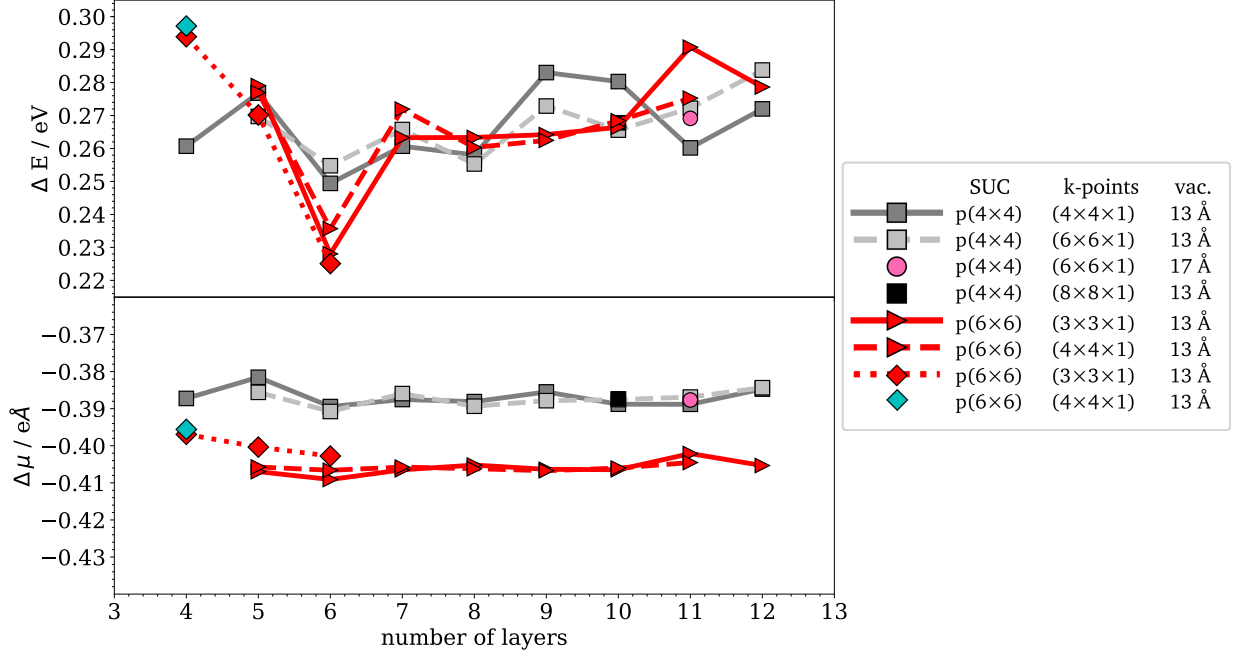 0.30
0.29
0.28
0.27
0.26
0.25
0.24
0.23
0.22
Δ E / eV
−0.37
−0.38
−0.39
−0.40
−0.41
−0.42
−0.43
Δμ / eÅ
3 4 5 6 7 8 9 10 11 12 13
number of layers
SUC k-points vac.
p(4×4) (4×4×1) 13 Å
p(4×4) (6×6×1) 13 Å
p(4×4) (6×6×1) 17 Å
p(4×4) (8×8×1) 13 Å
p(6×6) (3×3×1) 13 Å
p(6×6) (4×4×1) 13 Å
p(6×6) (3×3×1) 13 Å
p(6×6) (4×4×1) 13 Å